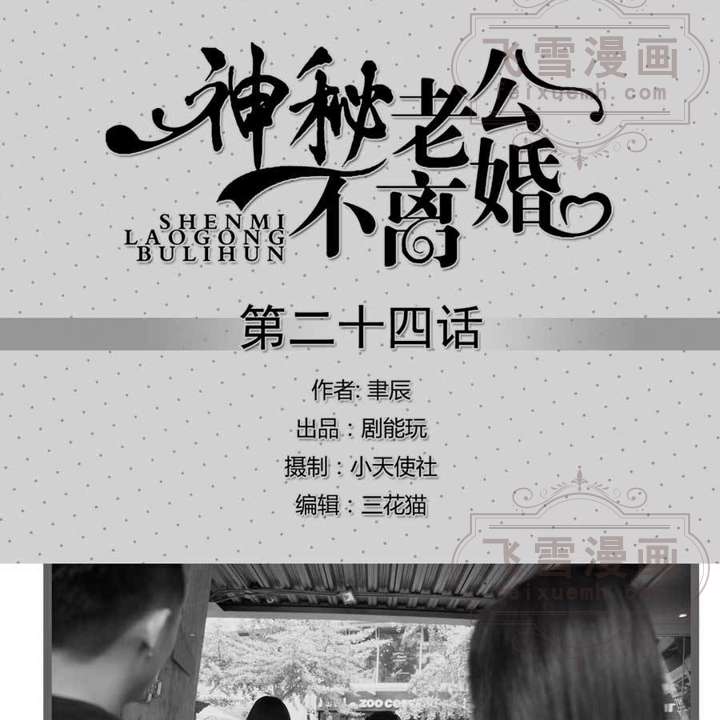 飞雪漫画
神秘老公
不离婚
SHENMI
LAOGONG
BULIHUN
第二十四话
作者: 聿辰
出品：剧能玩
摄制：小天使社
编辑：三花猫
飞雪漫画